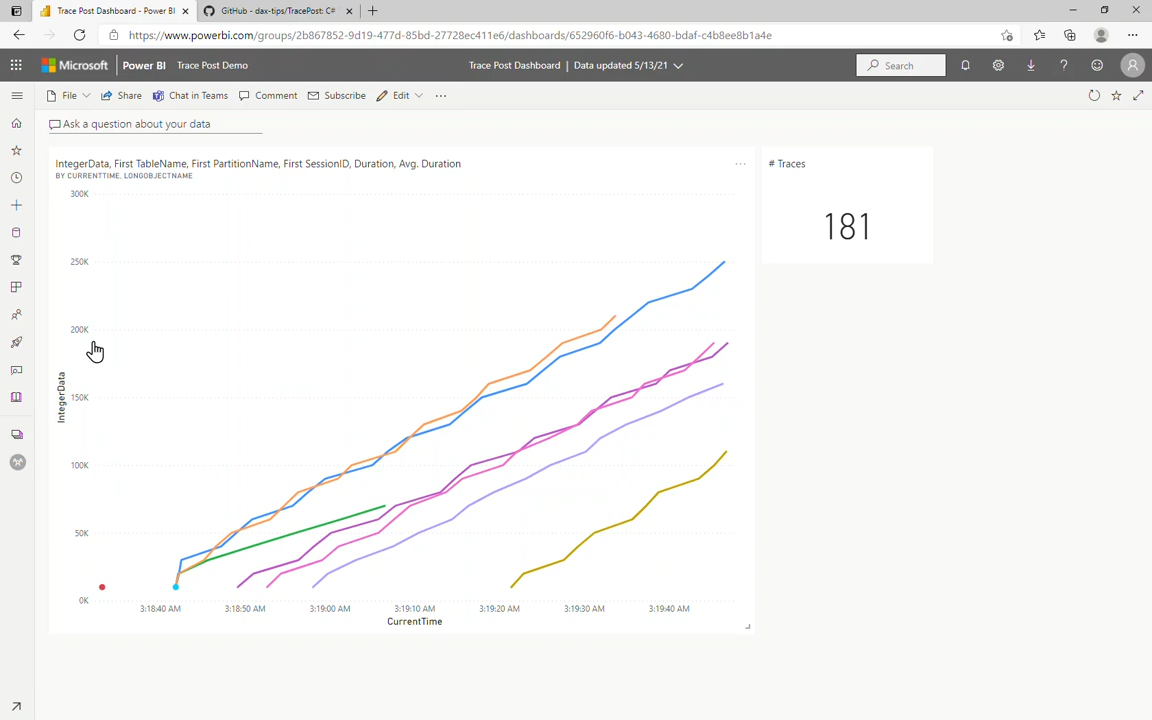 Trace Post Dashboard - Power BI
GitHub - dax-tips/TracePost: C#
https://www.powerbi.com/groups/2b867852-9d19-477d-85bd-27728ec411e6/dashboards/652960f6-b043-4680-bdaf-c4b8ee8b1a4e
Microsoft Power BI Trace Post Demo
Trace Post Dashboard | Data updated 5/13/21
Search
File Share Chat in Teams Comment Subscribe Edit
Ask a question about your data
IntegerData, First TableName, First PartitionName, First SessionID, Duration, Avg. Duration
BY CURRENTTIME, LONGOBJECTNAME
# Traces
181
300K
250K
200K
150K
100K
50K
0K
IntegerData
3:18:40 AM 3:18:50 AM 3:19:00 AM 3:19:10 AM 3:19:20 AM 3:19:30 AM 3:19:40 AM
CurrentTime